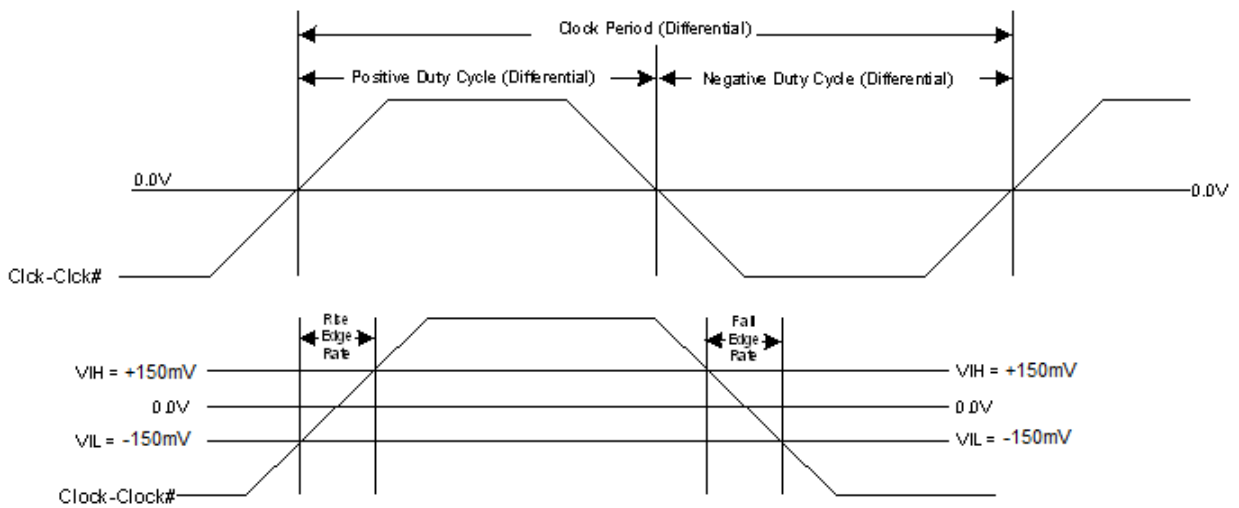 Clock Period (Differential)
Positive Duty Cycle (Differential)
Negative Duty Cycle (Differential)
0.0V
0.0V
Clck-Clck#
Rise
Edge
Rate
Fall
Edge
Rate
VIH = +150mV
VIH = +150mV
0.0V
0.0V
VIL = -150mV
VIL = -150mV
Clock-Clock#